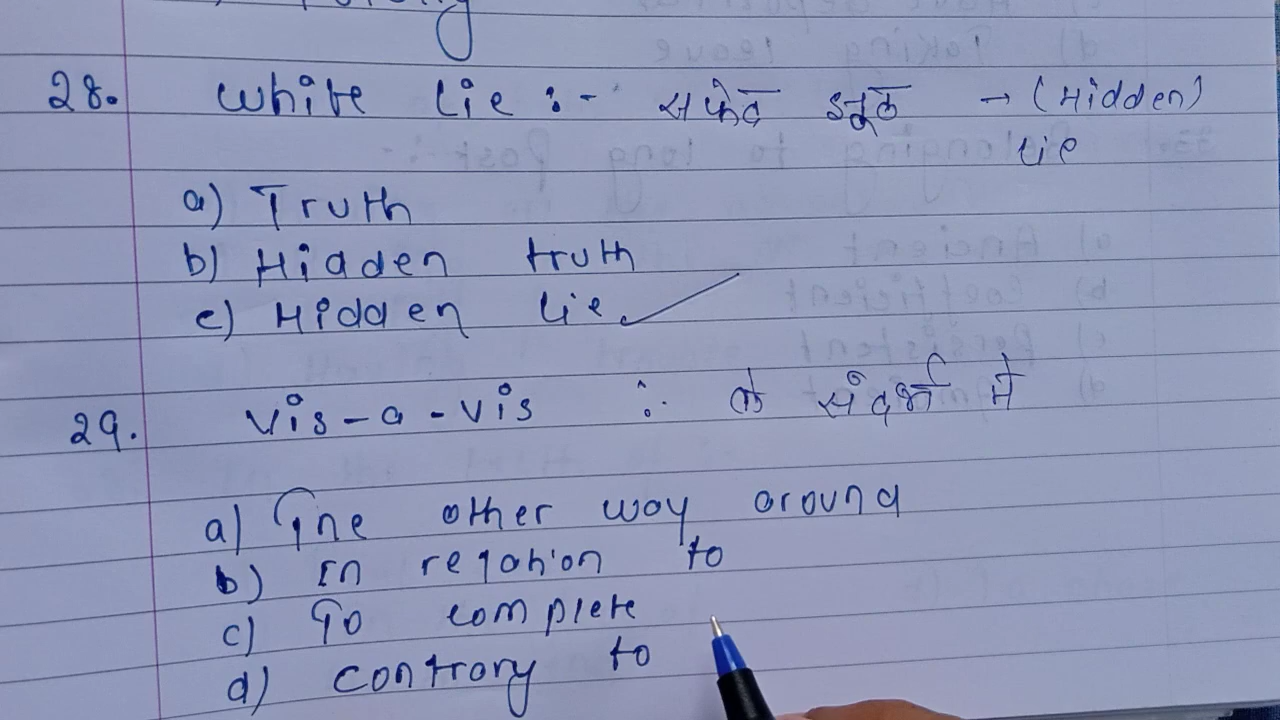 28. White lie :- सफेद झूठ → (Hidden)
lie
a) Truth
b) Hidden truth
c) Hidden lie
29. Vis-a-vis : के संदर्भ में
a) The other way around
b) In relation to
c) To complete
d) Contrary to